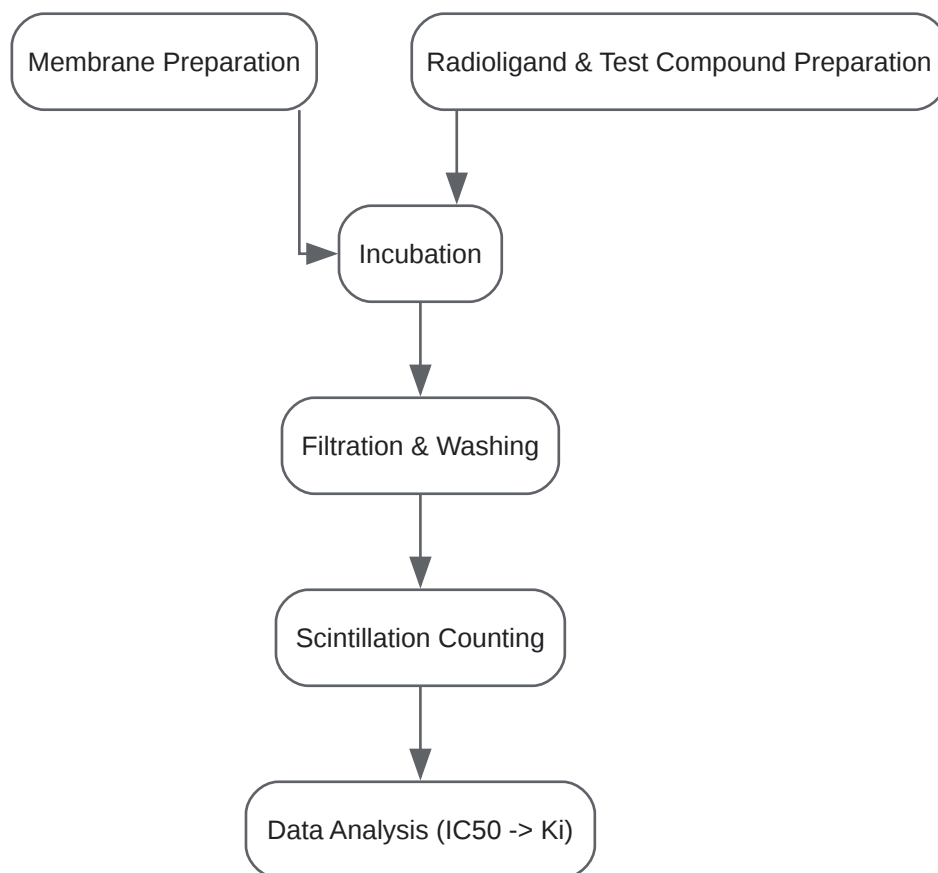 Membrane Preparation
Radioligand & Test Compound Preparation
Incubation
Filtration & Washing
Scintillation Counting
Data Analysis (IC50 -> Ki)